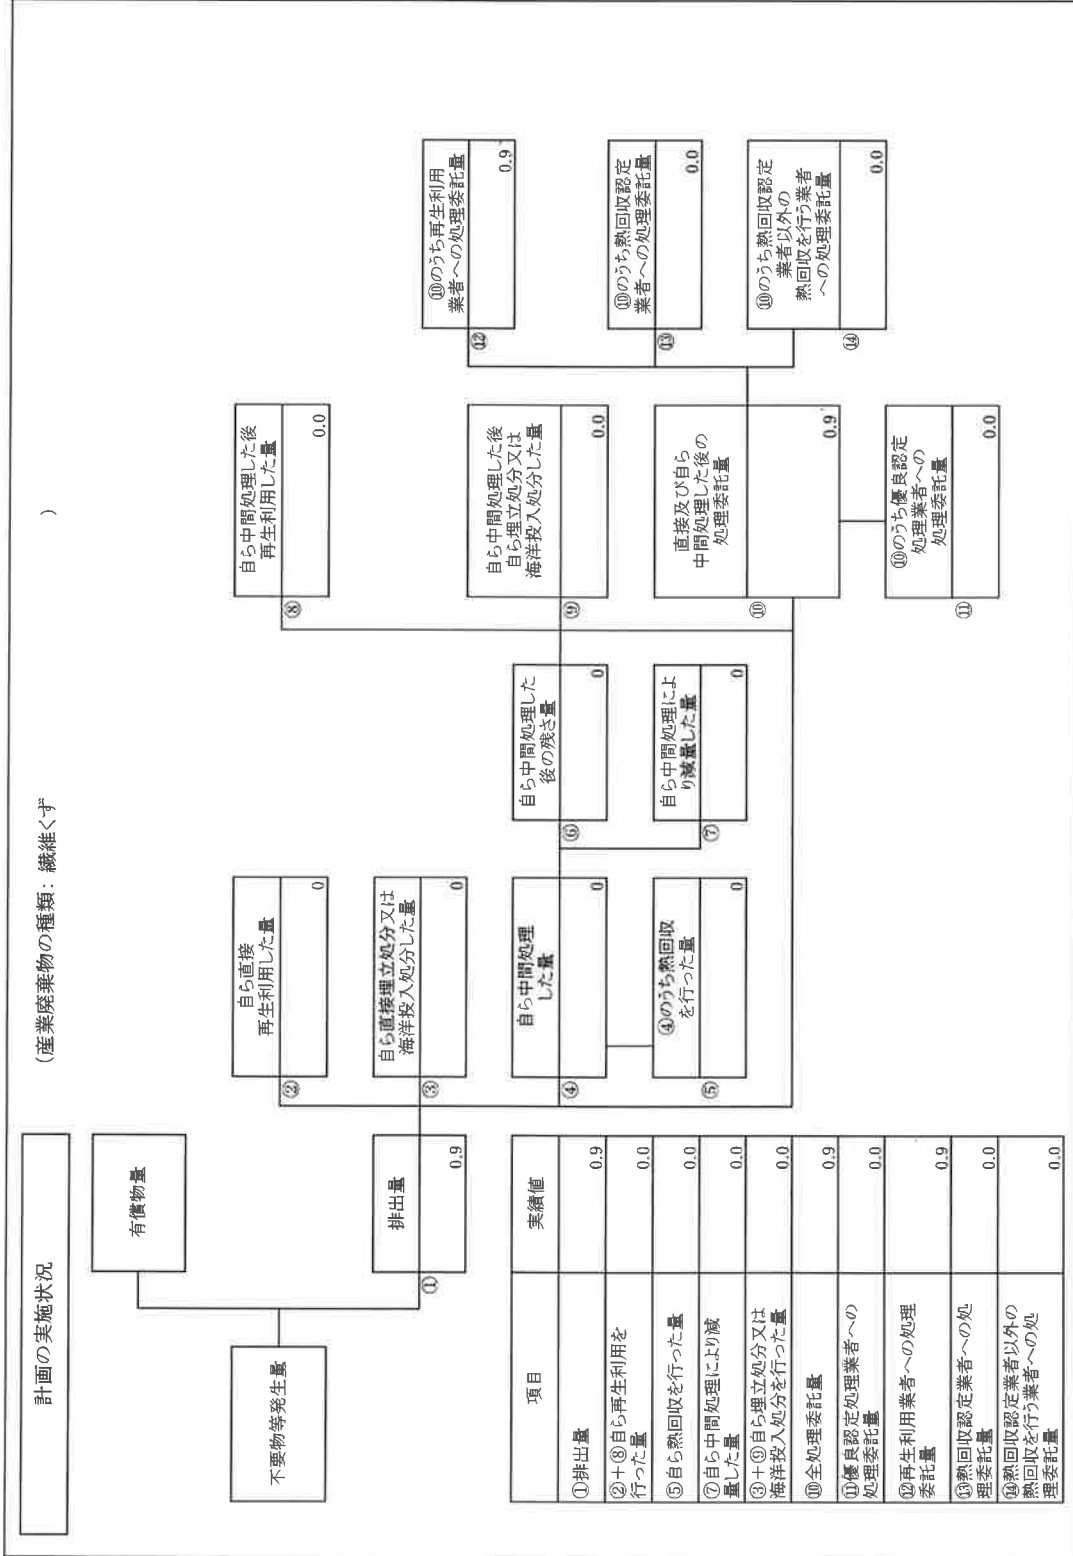 計画の実施状況
(産業廃棄物の種類: 繊維くず
)
不要物等発生量
有償物量
①
排出量
0.9
②
自ら直接
再生利用した量
0
③
自ら直接埋立処分又は
海洋投入処分した量
0
④
自ら中間処理
した量
0
⑤
④のうち熱回収
を行った量
0
⑥
自ら中間処理した
後の残さ量
0
⑦
自ら中間処理によ
り減量した量
0
⑧
自ら中間処理した後
再生利用した量
0.0
⑨
自ら中間処理した後
自ら埋立処分又は
海洋投入処分した量
0.0
⑩
直接及び自ら
中間処理した後の
処理委託量
0.9
⑪
⑩のうち優良認定
処理業者への
処理委託量
0.0
⑫
⑩のうち再生利用
業者への処理委託量
0.9
⑬
⑩のうち熱回収認定
業者への処理委託量
0.0
⑭
⑩のうち熱回収認定
業者以外の
熱回収を行う業者
への処理委託量
0.0
項目 実績値
①排出量 0.9
②+⑧自ら再生利用を
行った量 0.0
⑤自ら熱回収を行った量 0.0
⑦自ら中間処理により減
量した量 0.0
③+⑨自ら埋立処分又は
海洋投入処分を行った量 0.0
⑩全処理委託量 0.9
⑪優良認定処理業者への
処理委託量 0.0
⑫再生利用業者への処理
委託量 0.9
⑬熱回収認定業者への処
理委託量 0.0
⑭熱回収認定業者以外の
熱回収を行う業者への処
理委託量 0.0